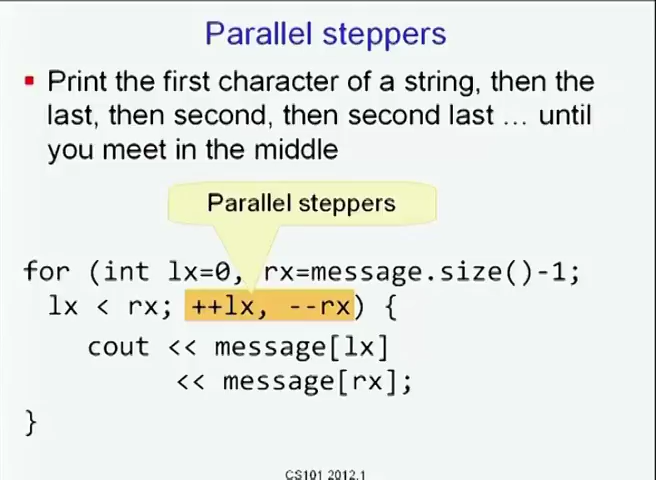 Parallel steppers
Print the first character of a string, then the
last, then second, then second last … until
you meet in the middle
Parallel steppers
for (int lx=0, rx=message.size()-1;
lx < rx; ++lx, --rx) {
cout << message[lx]
<< message[rx];
}
CS101 2012.1